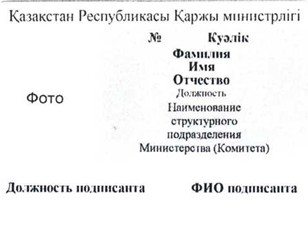 Қазақстан Республикасы Қаржы министрлігі
№ Куәлік
Фамилия
Имя
Отчество
Должность
Фото
Наименование
структурного
подразделения
Министерства (Комитета)
Должность подписанта ФИО подписанта